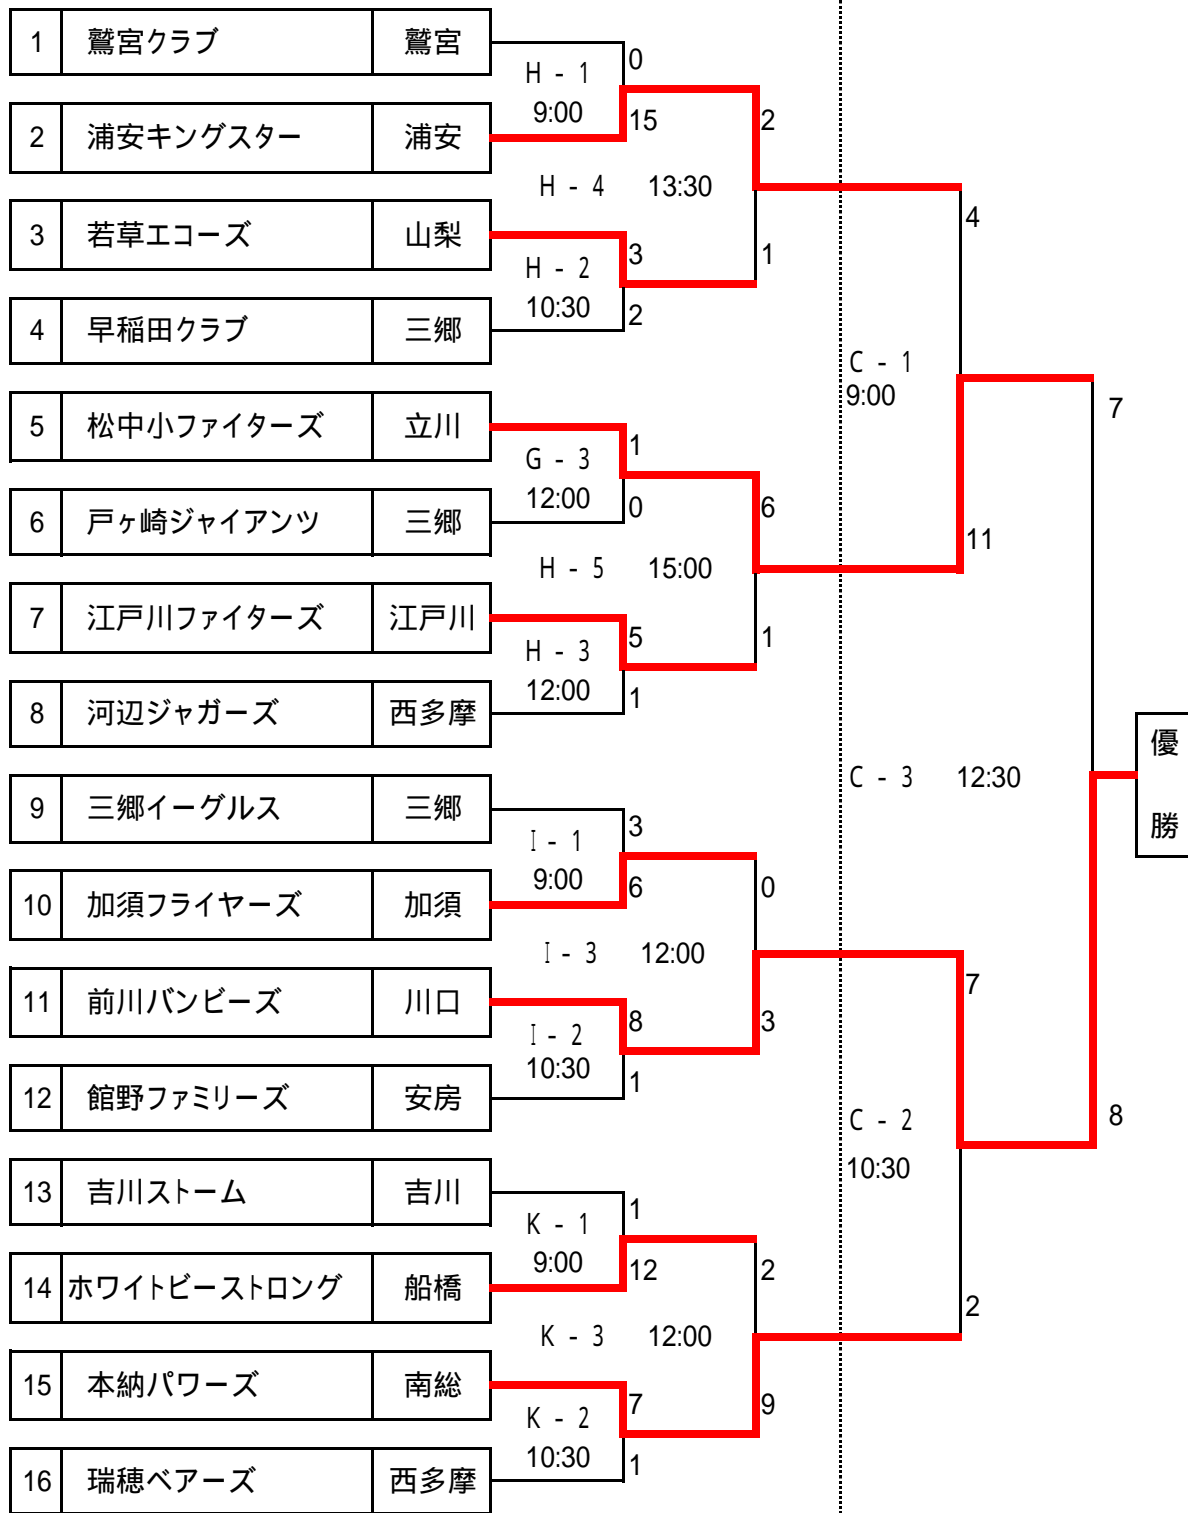 1 鷲宮クラブ 鷲宮
0
H - 1
9:00
2 浦安キングスター 浦安
15
2
H - 4 13:30
3 若草エコーズ 山梨
4
3
1
H - 2
10:30
4 早稲田クラブ 三郷
2
C - 1
9:00
5 松中小ファイターズ 立川
7
1
G - 3
12:00
6 戸ヶ崎ジャイアンツ 三郷
0
6
11
H - 5 15:00
7 江戸川ファイターズ 江戸川
5
1
H - 3
12:00
8 河辺ジャガーズ 西多摩
1
優勝
C - 3 12:30
9 三郷イーグルス 三郷
3
I - 1
9:00
10 加須フライヤーズ 加須
6
0
I - 3 12:00
7
11 前川バンビーズ 川口
8
3
I - 2
10:30
12 館野ファミリーズ 安房
1
C - 2
10:30
8
13 吉川ストーム 吉川
1
K - 1
9:00
14 ホワイトビーストロング 船橋
12
2
2
K - 3 12:00
15 本納パワーズ 南総
7
9
K - 2
10:30
16 瑞穂ベアーズ 西多摩
1